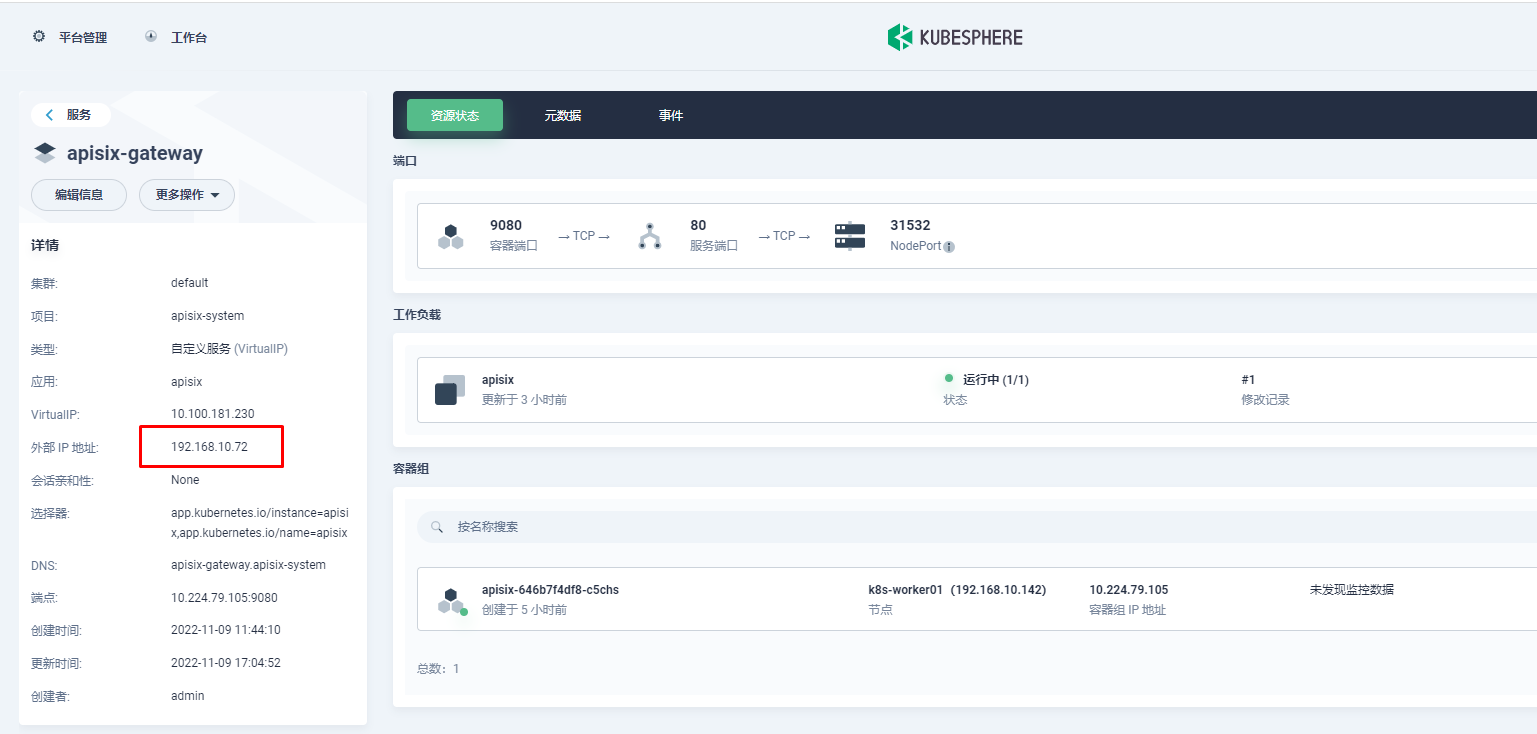 平台管理
工作台
KUBESPHERE
服务
apisix-gateway
编辑信息
更多操作
详情
集群: default
项目: apisix-system
类型: 自定义服务 (VirtualIP)
应用: apisix
VirtualIP: 10.100.181.230
外部 IP 地址: 192.168.10.72
会话亲和性: None
选择器: app.kubernetes.io/instance=apisi
x,app.kubernetes.io/name=apisix
DNS: apisix-gateway.apisix-system
端点: 10.224.79.105:9080
创建时间: 2022-11-09 11:44:10
更新时间: 2022-11-09 17:04:52
创建者: admin
资源状态
元数据
事件
端口
9080
容器端口
→ TCP →
80
服务端口
→ TCP →
31532
NodePort
工作负载
apisix
更新于 3 小时前
运行中 (1/1)
状态
#1
修改记录
容器组
按名称搜索
apisix-646b7f4df8-c5chs
创建于 5 小时前
k8s-worker01 (192.168.10.142)
节点
10.224.79.105
容器组 IP 地址
未发现监控数据
总数: 1